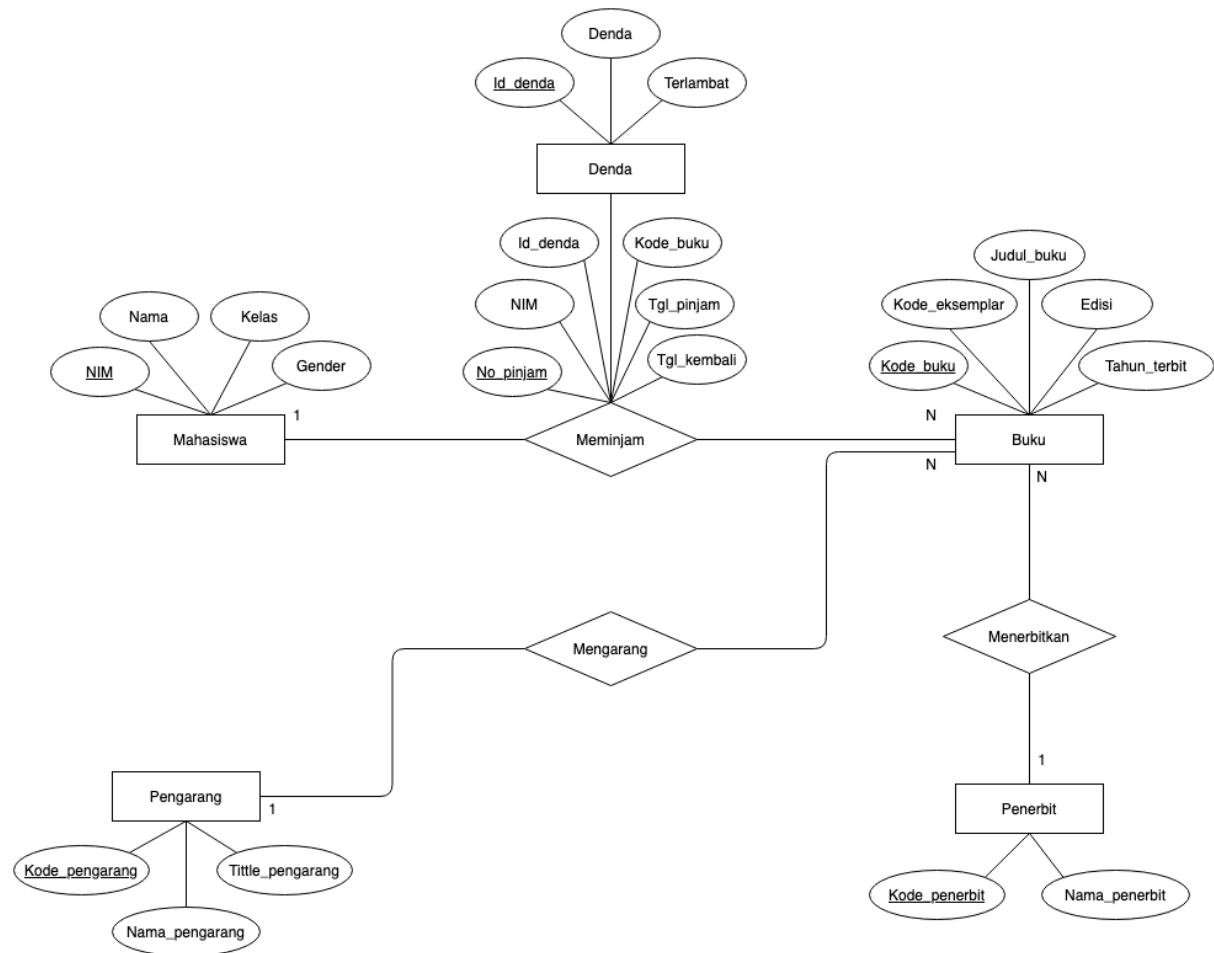 Denda
Id_denda
Terlambat
Denda
Id_denda
Kode_buku
NIM
Tgl_pinjam
No_pinjam
Tgl_kembali
Meminjam
Nama
Kelas
NIM
Gender
Mahasiswa
1
Judul_buku
Kode_eksemplar
Edisi
Kode_buku
Tahun_terbit
N
Buku
N
N
Mengarang
Menerbitkan
1
Pengarang
1
Kode_pengarang
Tittle_pengarang
Nama_pengarang
Penerbit
Kode_penerbit
Nama_penerbit